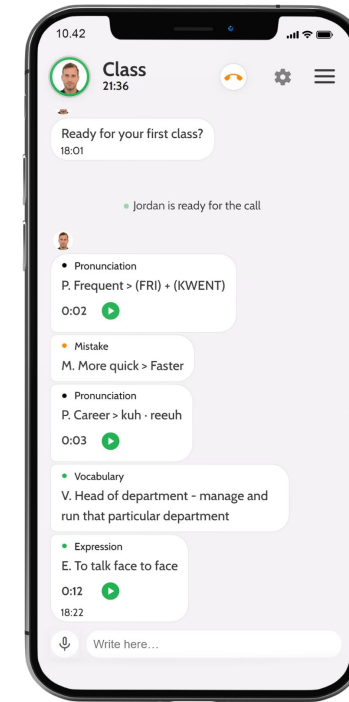 10.42
Class
21:36
Ready for your first class?
18:01
Jordan is ready for the call
Pronunciation
P. Frequent > (FRI) + (KWENT)
0:02
Mistake
M. More quick > Faster
Pronunciation
P. Career > kuh · reeuh
0:03
Vocabulary
V. Head of department - manage and
run that particular department
Expression
E. To talk face to face
0:12
18:22
Write here...